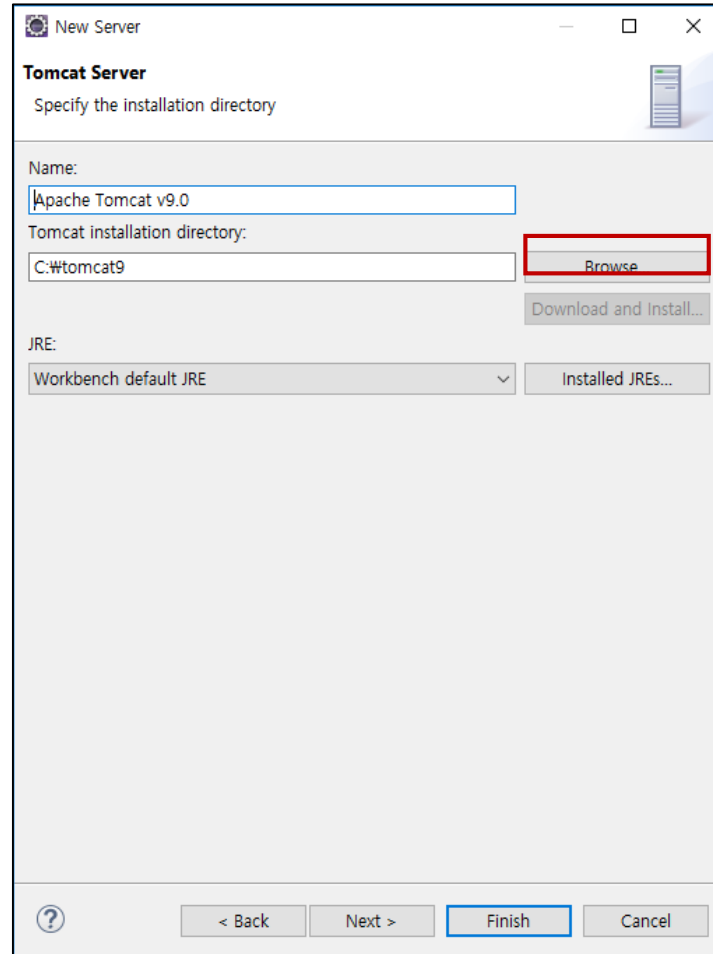 New Server
Tomcat Server
Specify the installation directory
Name:
Apache Tomcat v9.0
Tomcat installation directory:
C:₩tomcat9
Browse...
Download and Install...
JRE:
Workbench default JRE
Installed JREs...
< Back
Next >
Finish
Cancel